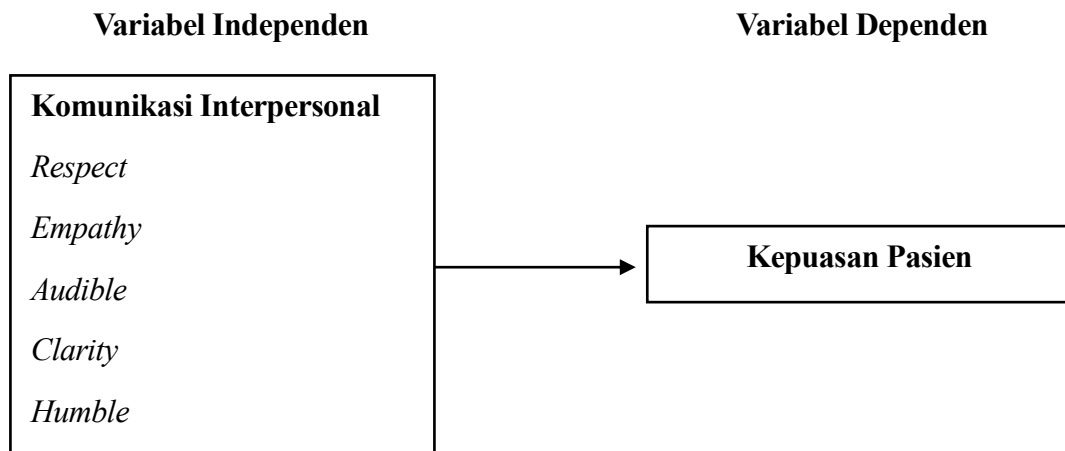 Variabel Independen
Variabel Dependen
Komunikasi Interpersonal
Respect
Empathy
Audible
Clarity
Humble
Kepuasan Pasien